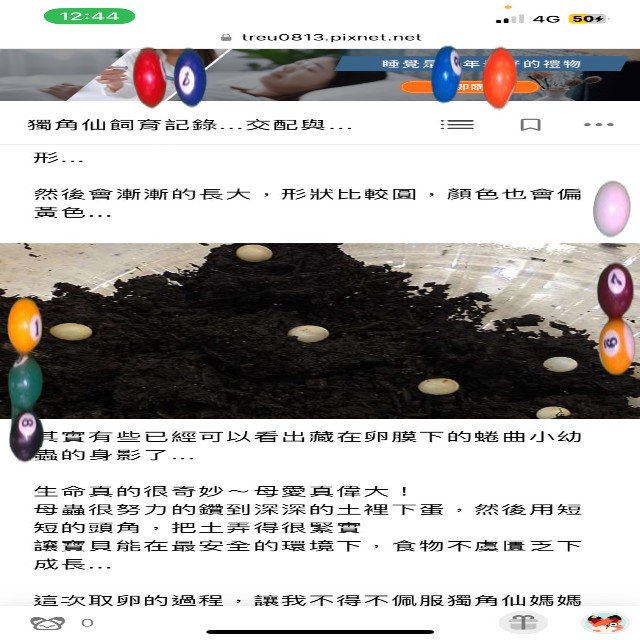 12:44
4G 50
treu0813.pixnet.net
睡覺是 年 的禮物
獨角仙飼育記錄...交配與...
形...
然後會漸漸的長大，形狀比較圓，顏色也會偏
黃色...
其實有些已經可以看出藏在卵膜下的蜷曲小幼
蟲的身影了...
生命真的很奇妙～母愛真偉大！
母蟲很努力的鑽到深深的土裡下蛋，然後用短
短的頭角，把土弄得很緊實
讓寶貝能在最安全的環境下，食物不虞匱乏下
成長...
這次取卵的過程，讓我不得不佩服獨角仙媽媽
0
7
1
8